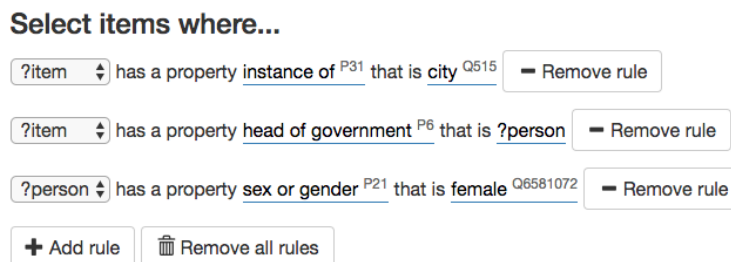 Select items where...
?item has a property instance of P31 that is city Q515 − Remove rule
?item has a property head of government P6 that is ?person − Remove rule
?person has a property sex or gender P21 that is female Q6581072 − Remove rule
+ Add rule Remove all rules